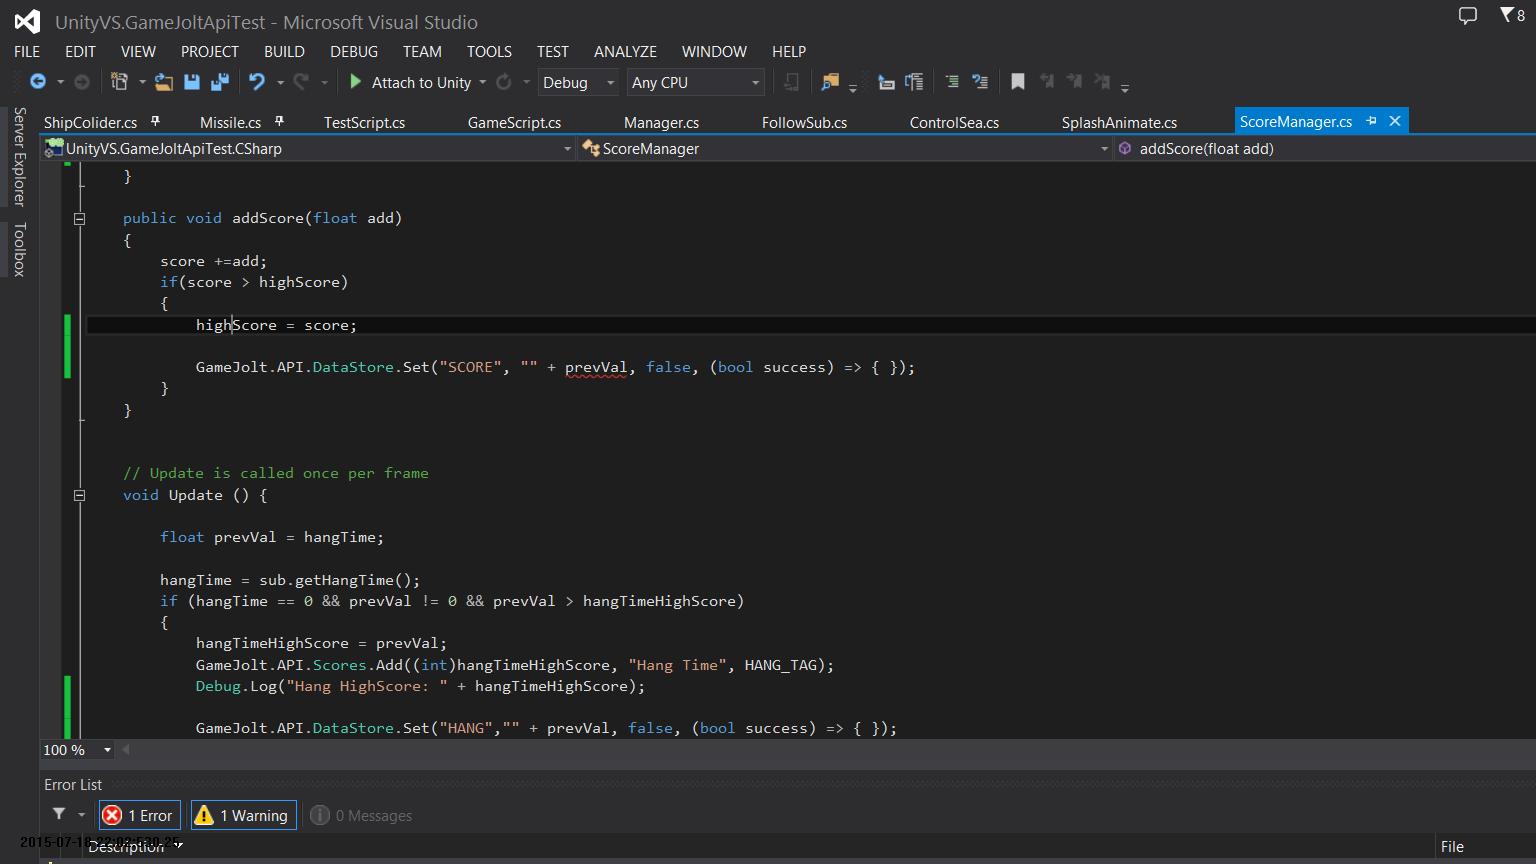 UnityVS.GameJoltApiTest - Microsoft Visual Studio
8
FILE EDIT VIEW PROJECT BUILD DEBUG TEAM TOOLS TEST ANALYZE WINDOW HELP
Attach to Unity Debug Any CPU
Server Explorer
Toolbox
ShipColider.cs Missile.cs TestScript.cs GameScript.cs Manager.cs FollowSub.cs ControlSea.cs SplashAnimate.cs ScoreManager.cs
UnityVS.GameJoltApiTest.CSharp ScoreManager addScore(float add)
}
public void addScore(float add)
{
score +=add;
if(score > highScore)
{
highScore = score;
GameJolt.API.DataStore.Set("SCORE", "" + prevVal, false, (bool success) => { });
}
}
// Update is called once per frame
void Update () {
float prevVal = hangTime;
hangTime = sub.getHangTime();
if (hangTime == 0 && prevVal != 0 && prevVal > hangTimeHighScore)
{
hangTimeHighScore = prevVal;
GameJolt.API.Scores.Add((int)hangTimeHighScore, "Hang Time", HANG_TAG);
Debug.Log("Hang HighScore: " + hangTimeHighScore);
GameJolt.API.DataStore.Set("HANG","" + prevVal, false, (bool success) => { });
100 %
Error List
1 Error 1 Warning 0 Messages
Description File